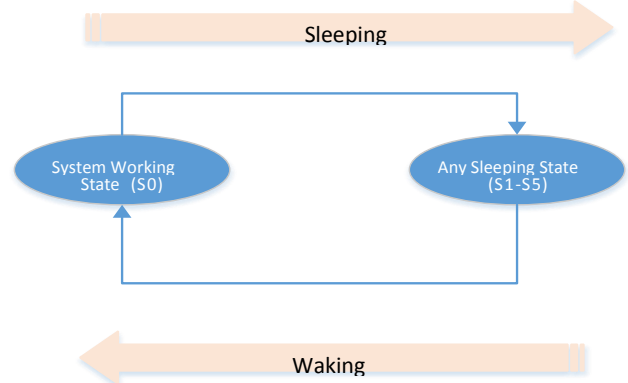 Sleeping
System Working
State (S0)
Any Sleeping State
(S1-S5)
Waking